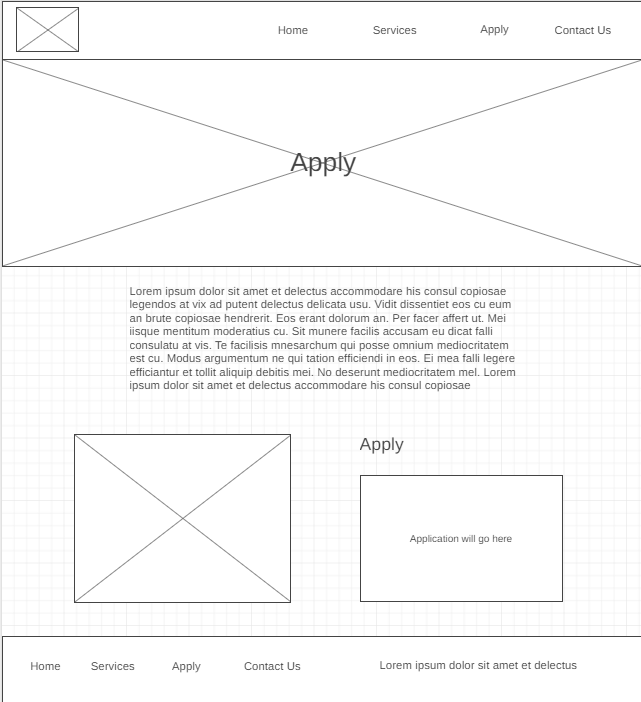 Home Services Apply Contact Us
Apply
Lorem ipsum dolor sit amet et delectus accommodare his consul copiosae
legendos at vix ad putent delectus delicata usu. Vidit dissentiet eos cu eum
an brute copiosae hendrerit. Eos erant dolorum an. Per facer affert ut. Mei
iisque mentitum moderatius cu. Sit munere facilis accusam eu dicat falli
consulatu at vis. Te facilisis mnesarchum qui posse omnium mediocritatem
est cu. Modus argumentum ne qui tation efficiendi in eos. Ei mea falli legere
efficiantur et tollit aliquip debitis mei. No deserunt mediocritatem mel. Lorem
ipsum dolor sit amet et delectus accommodare his consul copiosae
Apply
Application will go here
Home Services Apply Contact Us Lorem ipsum dolor sit amet et delectus